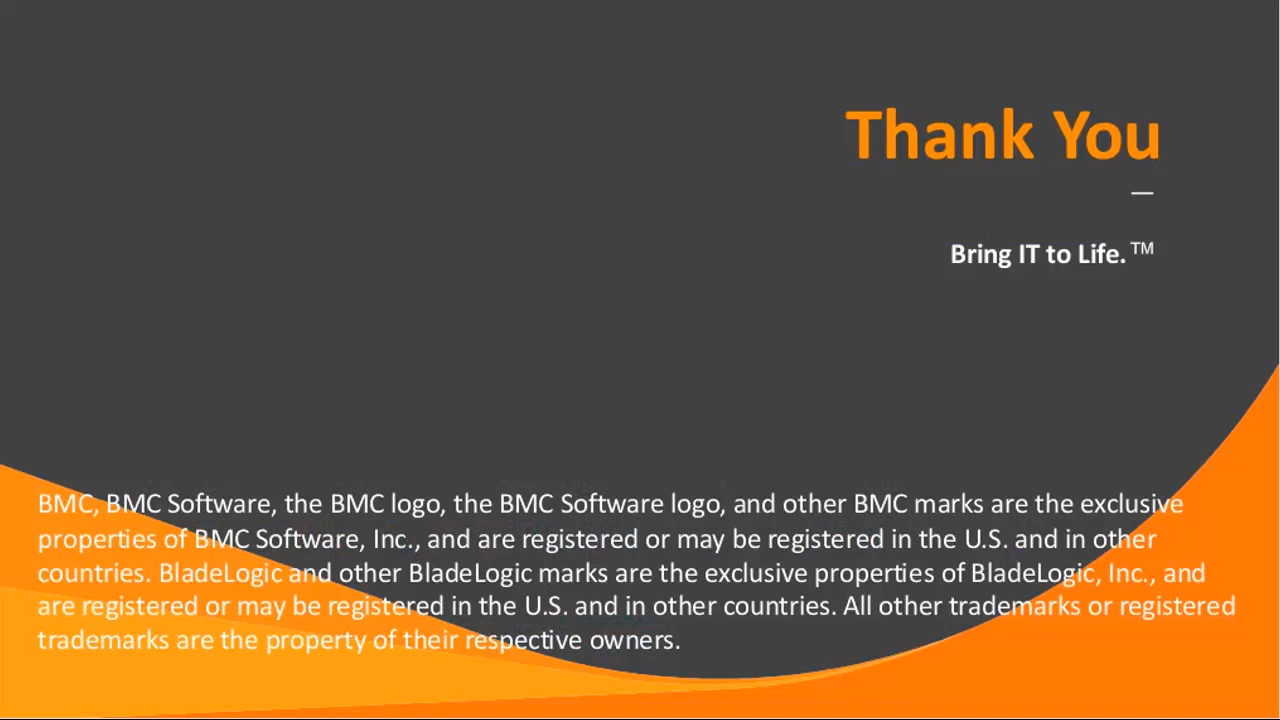 Thank You
—
Bring IT to Life.™
BMC, BMC Software, the BMC logo, the BMC Software logo, and other BMC marks are the exclusive
properties of BMC Software, Inc., and are registered or may be registered in the U.S. and in other
countries. BladeLogic and other BladeLogic marks are the exclusive properties of BladeLogic, Inc., and
are registered or may be registered in the U.S. and in other countries. All other trademarks or registered
trademarks are the property of their respective owners.